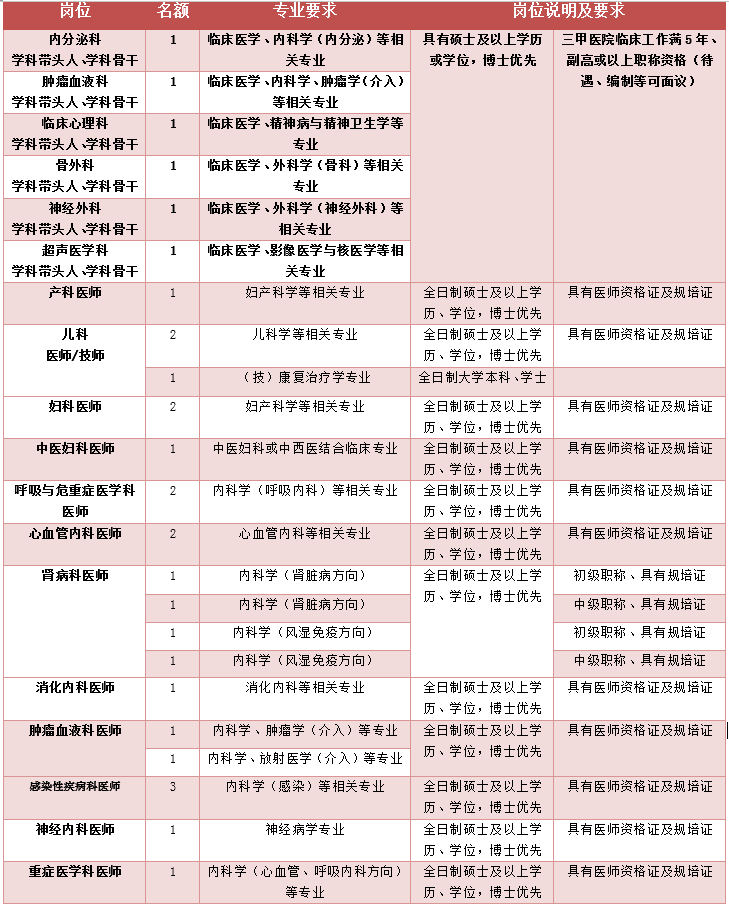 岗位 名额 专业要求 岗位说明及要求
内分泌科 1 临床医学、内科学（内分泌）等相 具有硕士及以上学历 三甲医院临床工作满5年、
学科带头人、学科骨干 关专业 或学位，博士优先 副高或以上职称资格（待
遇、编制等可面议）
肿瘤血液科 1 临床医学、内科学、肿瘤学（介入）
学科带头人、学科骨干 等相关专业
临床心理科 1 临床医学、精神病与精神卫生学等
学科带头人、学科骨干 专业
骨外科 1 临床医学、外科学（骨科）等相关
学科带头人、学科骨干 专业
神经外科 1 临床医学、外科学（神经外科）等
学科带头人、学科骨干 相关专业
超声医学科 1 临床医学、影像医学与核医学等相
学科带头人、学科骨干 关专业
产科医师 1 妇产科学等相关专业 全日制硕士及以上学 具有医师资格证及规培证
历、学位，博士优先
儿科 2 儿科学等相关专业 全日制硕士及以上学 具有医师资格证及规培证
医师/技师 历、学位，博士优先
1 （技）康复治疗学专业 全日制大学本科、学士
妇科医师 2 妇产科学等相关专业 全日制硕士及以上学 具有医师资格证及规培证
历、学位，博士优先
中医妇科医师 1 中医妇科或中西医结合临床专业 全日制硕士及以上学 具有医师资格证及规培证
历、学位，博士优先
呼吸与危重症医学科 2 内科学（呼吸内科）等相关专业 全日制硕士及以上学 具有医师资格证及规培证
医师 历、学位，博士优先
心血管内科医师 2 心血管内科等相关专业 全日制硕士及以上学 具有医师资格证及规培证
历、学位，博士优先
肾病科医师 1 内科学（肾脏病方向） 全日制硕士及以上学 初级职称、具有规培证
历、学位，博士优先
1 内科学（肾脏病方向） 中级职称、具有规培证
1 内科学（风湿免疫方向） 初级职称、具有规培证
1 内科学（风湿免疫方向） 中级职称、具有规培证
消化内科医师 1 消化内科等相关专业 全日制硕士及以上学 具有医师资格证及规培证
历、学位，博士优先
肿瘤血液科医师 1 内科学、肿瘤学（介入）等专业 全日制硕士及以上学 具有医师资格证及规培证
历、学位，博士优先
1 内科学、放射医学（介入）等专业
感染性疾病科医师 3 内科学（感染）等相关专业 全日制硕士及以上学 具有医师资格证及规培证
历、学位，博士优先
神经内科医师 1 神经病学专业 全日制硕士及以上学 具有医师资格证及规培证
历、学位，博士优先
重症医学科医师 1 内科学（心血管、呼吸内科方向） 全日制硕士及以上学 具有医师资格证及规培证
等专业 历、学位，博士优先